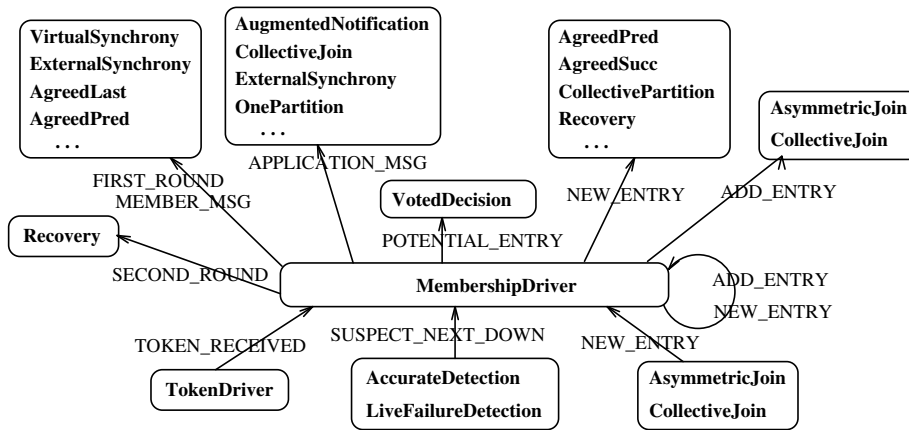 VirtualSynchrony
ExternalSynchrony
AgreedLast
AgreedPred
. . .
AugmentedNotification
CollectiveJoin
ExternalSynchrony
OnePartition
. . .
AgreedPred
AgreedSucc
CollectivePartition
Recovery
. . .
AsymmetricJoin
CollectiveJoin
APPLICATION_MSG
FIRST_ROUND
MEMBER_MSG
VotedDecision
NEW_ENTRY
ADD_ENTRY
Recovery
POTENTIAL_ENTRY
SECOND_ROUND
MembershipDriver
ADD_ENTRY
NEW_ENTRY
TOKEN_RECEIVED
SUSPECT_NEXT_DOWN
NEW_ENTRY
TokenDriver
AccurateDetection
LiveFailureDetection
AsymmetricJoin
CollectiveJoin